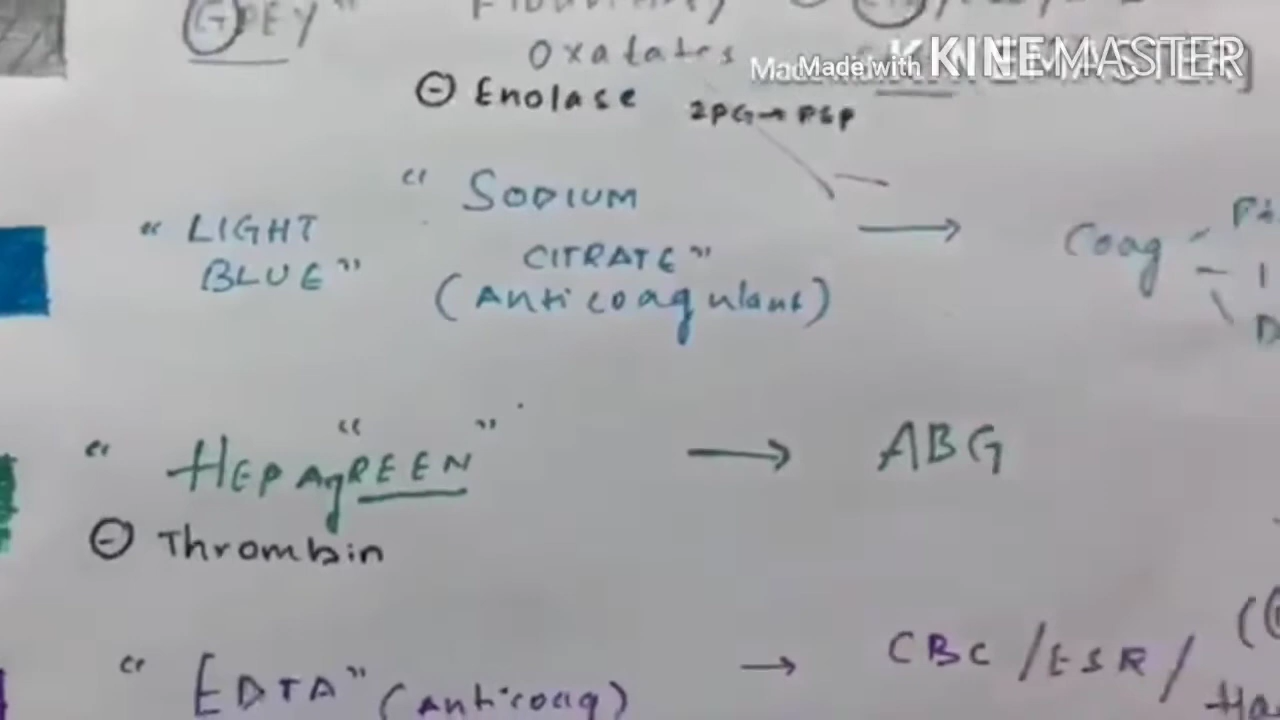 "GREY"
Oxalates
Made with KINEMASTER
⊖ Enolase 2PG→ PEP
"LIGHT BLUE" "SODIUM CITRATE" (Anticoagulant) → Coag
"HEPAgREEN" → ABG
⊖ Thrombin
"EDTA" (anticoag) → CBC /ESR/